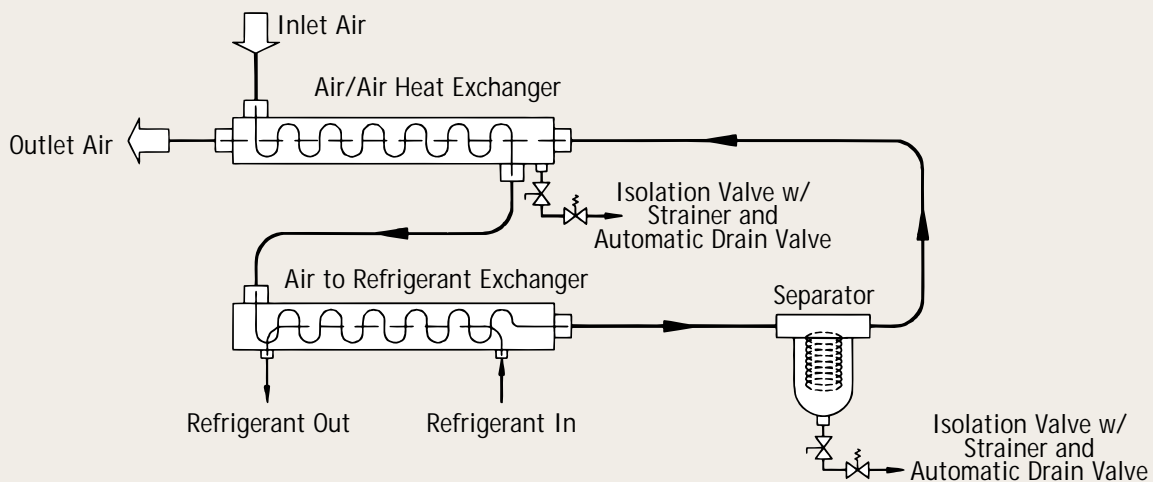 Inlet Air
Air/Air Heat Exchanger
Outlet Air
Isolation Valve w/
Strainer and
Automatic Drain Valve
Air to Refrigerant Exchanger
Separator
Refrigerant Out
Refrigerant In
Isolation Valve w/
Strainer and
Automatic Drain Valve